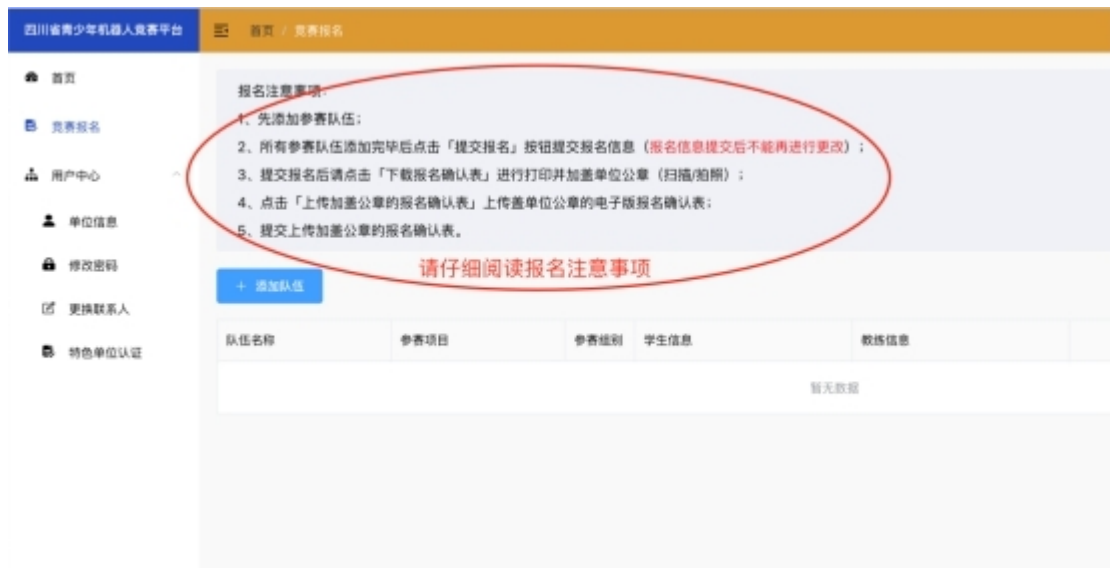 四川省青少年机器人竞赛平台
首页 / 竞赛报名
首页
竞赛报名
用户中心
单位信息
修改密码
更换联系人
特色单位认证
报名注意事项：
1、先添加参赛队伍；
2、所有参赛队伍添加完毕后点击「提交报名」按钮提交报名信息（报名信息提交后不能再进行更改）；
3、提交报名后请点击「下载报名确认表」进行打印并加盖单位公章（扫描/拍照）；
4、点击「上传加盖公章的报名确认表」上传盖单位公章的电子版报名确认表；
5、提交上传加盖公章的报名确认表。
请仔细阅读报名注意事项
+ 添加队伍
队伍名称 参赛项目 参赛组别 学生信息 教练信息
暂无数据